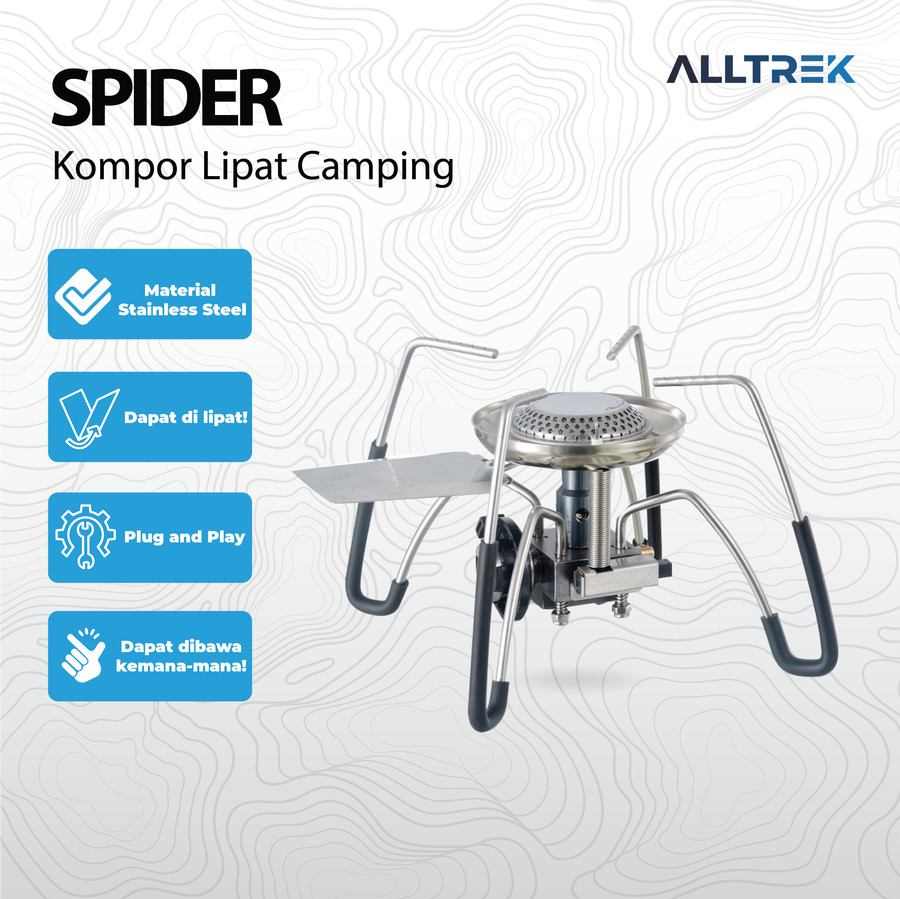 SPIDER
Kompor Lipat Camping
ALLTREK
Material
Stainless Steel
Dapat di lipat!
Plug and Play
Dapat dibawa
kemana-mana!